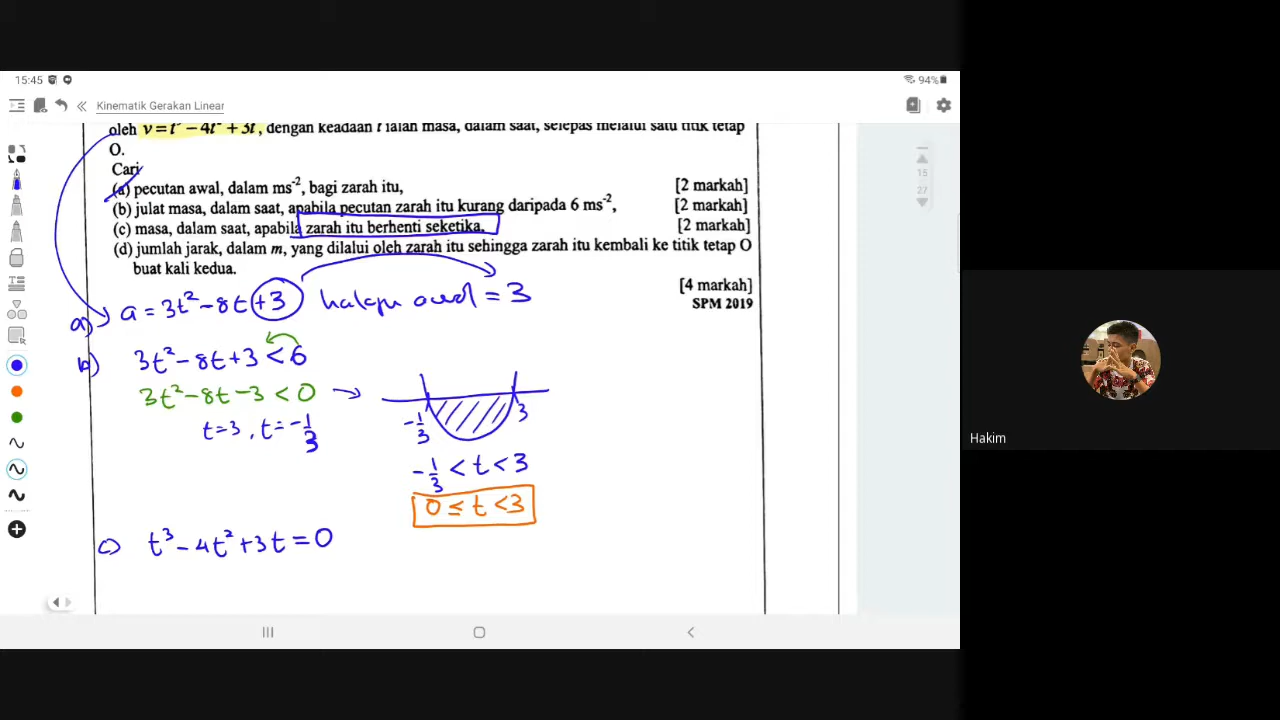 15:45
94%
Kinematik Gerakan Linear
oleh v = t³ − 4t² + 3t, dengan keadaan t ialah masa, dalam saat, selepas melalui satu titik tetap
O.
Cari
(a) pecutan awal, dalam ms⁻², bagi zarah itu, [2 markah]
(b) julat masa, dalam saat, apabila pecutan zarah itu kurang daripada 6 ms⁻², [2 markah]
(c) masa, dalam saat, apabila zarah itu berhenti seketika. [2 markah]
(d) jumlah jarak, dalam m, yang dilalui oleh zarah itu sehingga zarah itu kembali ke titik tetap O
buat kali kedua.
[4 markah]
SPM 2019
a) a = 3t² − 8t + 3 halaju awal = 3
b) 3t² − 8t + 3 < 6
3t² − 8t − 3 < 0
t = 3, t = −1/3
−1/3 3
−1/3 < t < 3
0 ≤ t < 3
c) t³ − 4t² + 3t = 0
15
27
Hakim